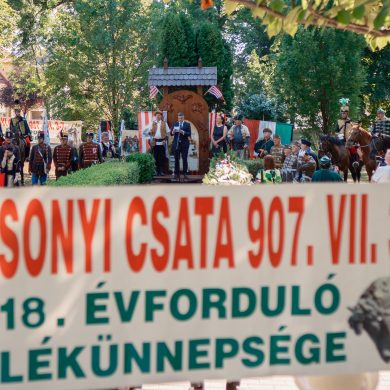 SONYI CSATA 907. VII.
18. ÉVFORDULÓ
LÉKÜNNEPSÉGE